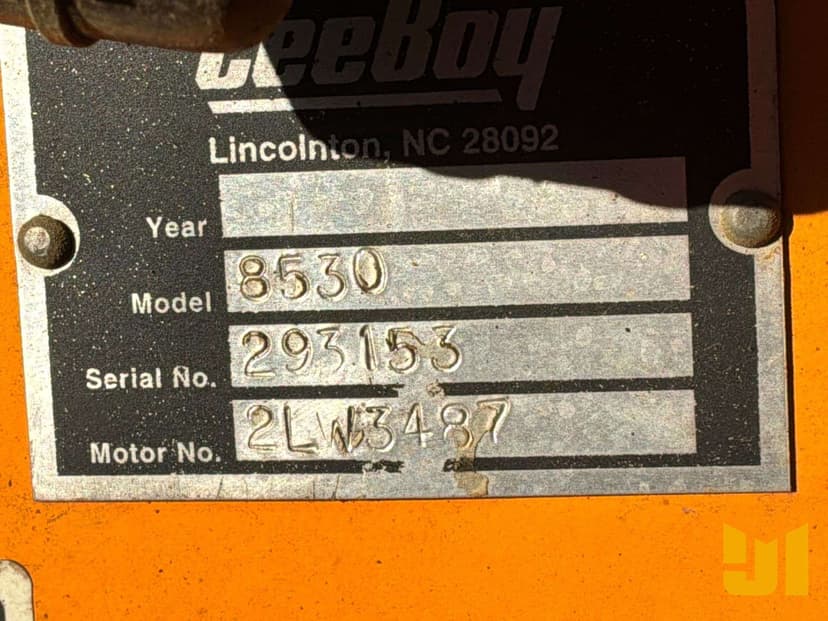 LeeBoy
Lincolnton, NC 28092
Year
Model 8530
Serial No. 293153
Motor No. 2LW3487